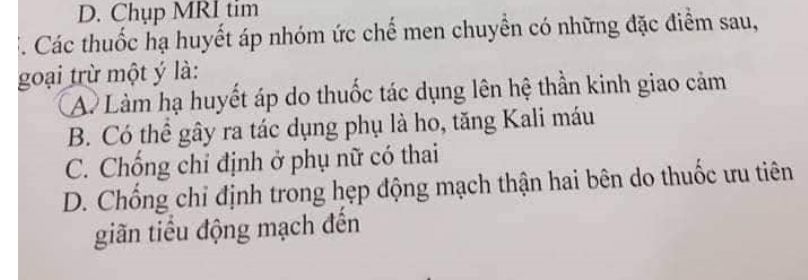 D. Chụp MRI tim
. Các thuốc hạ huyết áp nhóm ức chế men chuyển có những đặc điểm sau,
goại trừ một ý là:
A. Làm hạ huyết áp do thuốc tác dụng lên hệ thần kinh giao cảm
B. Có thể gây ra tác dụng phụ là ho, tăng Kali máu
C. Chống chỉ định ở phụ nữ có thai
D. Chống chỉ định trong hẹp động mạch thận hai bên do thuốc ưu tiên
giãn tiểu động mạch đến